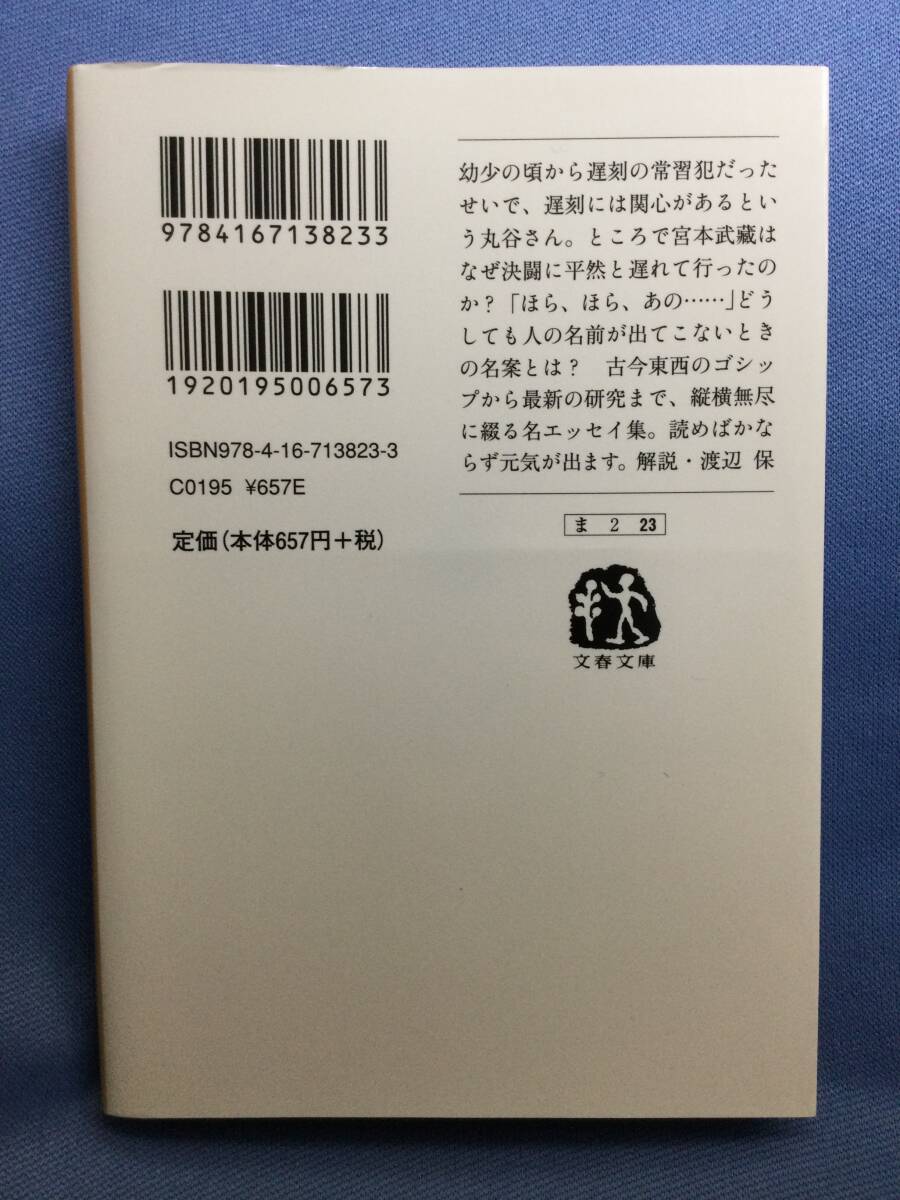 9784167138233
1920195006573
ISBN978-4-16-713823-3
C0195 ¥657E
定価(本体657円+税)
幼少の頃から遅刻の常習犯だった
せいで、遅刻には関心があるとい
う丸谷さん。ところで宮本武蔵は
なぜ決闘に平然と遅れて行ったの
か?「ほら、ほら、あの……」どう
しても人の名前が出てこないとき
の名案とは? 古今東西のゴシッ
プから最新の研究まで、縦横無尽
に綴る名エッセイ集。読めばかな
らず元気が出ます。解説・渡辺 保
ま 2 23
文春文庫